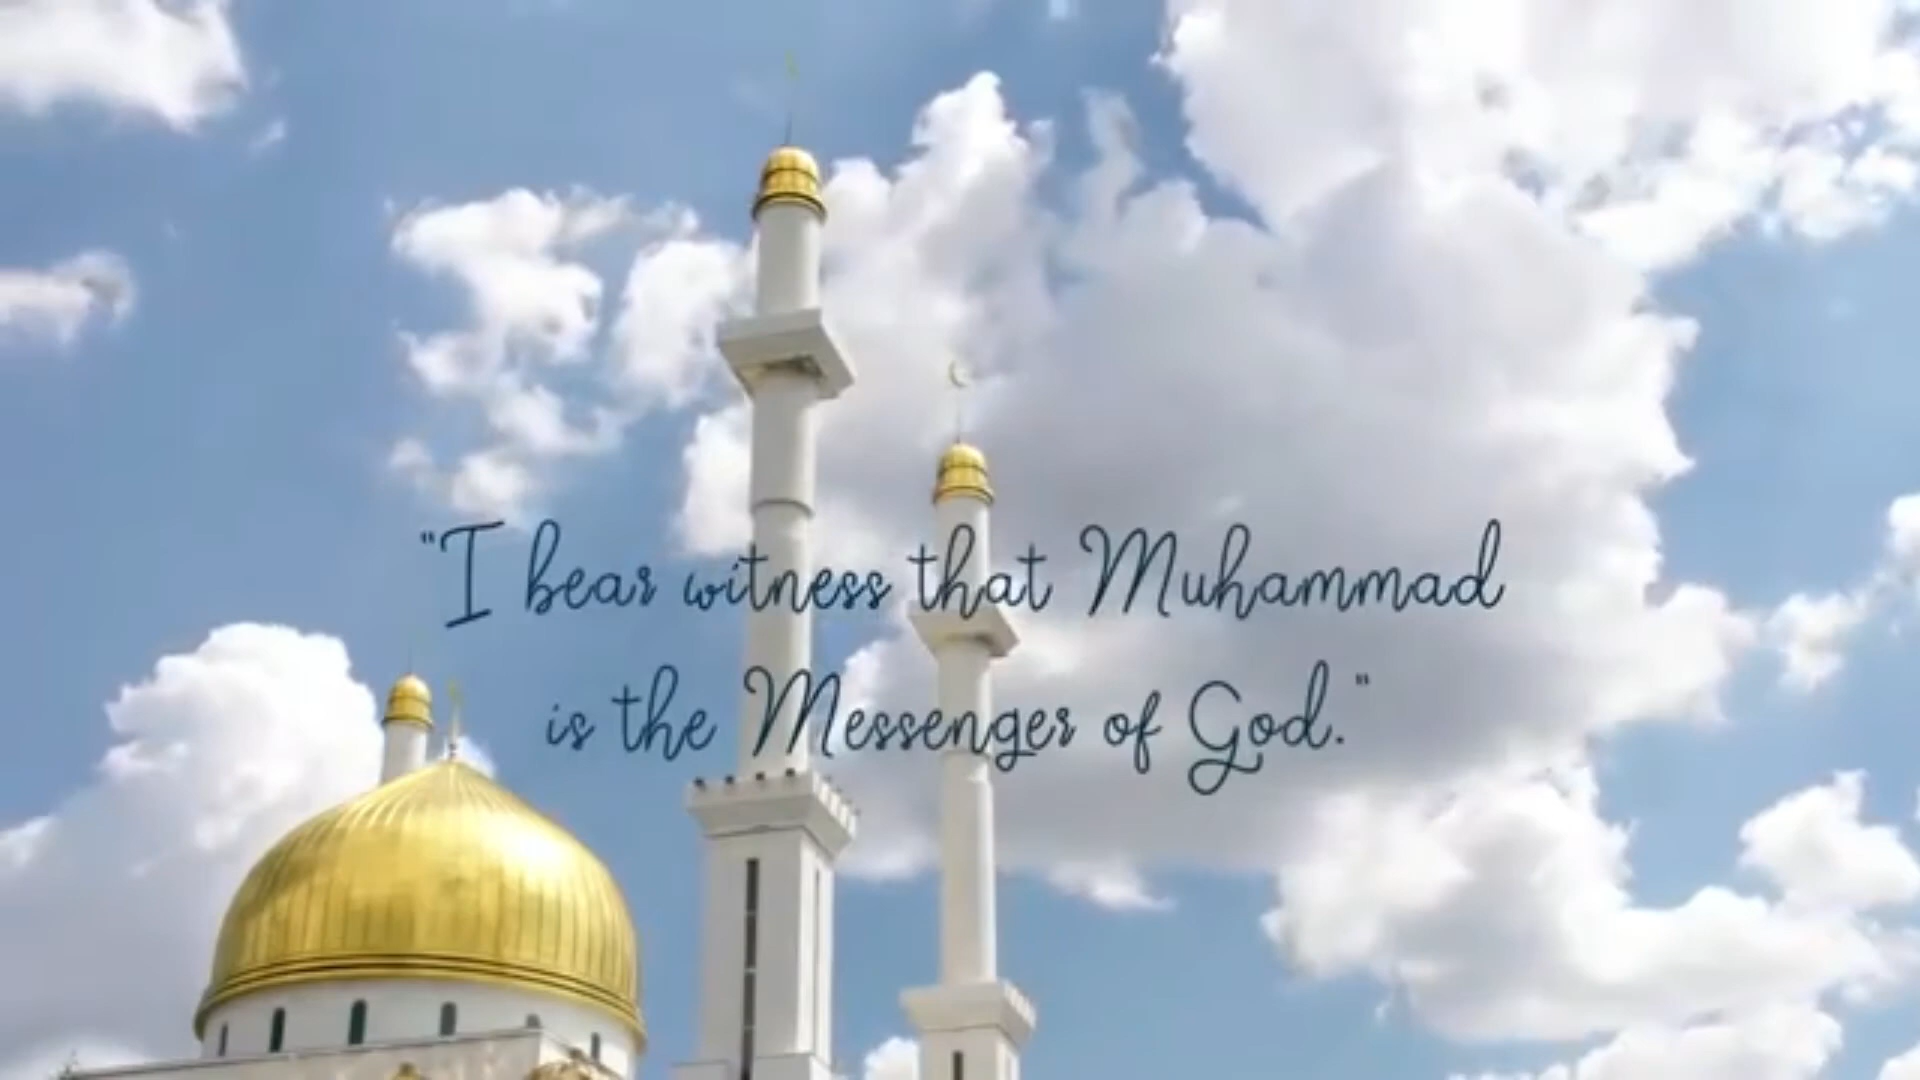 "I bear witness that Muhammad
is the Messenger of God."